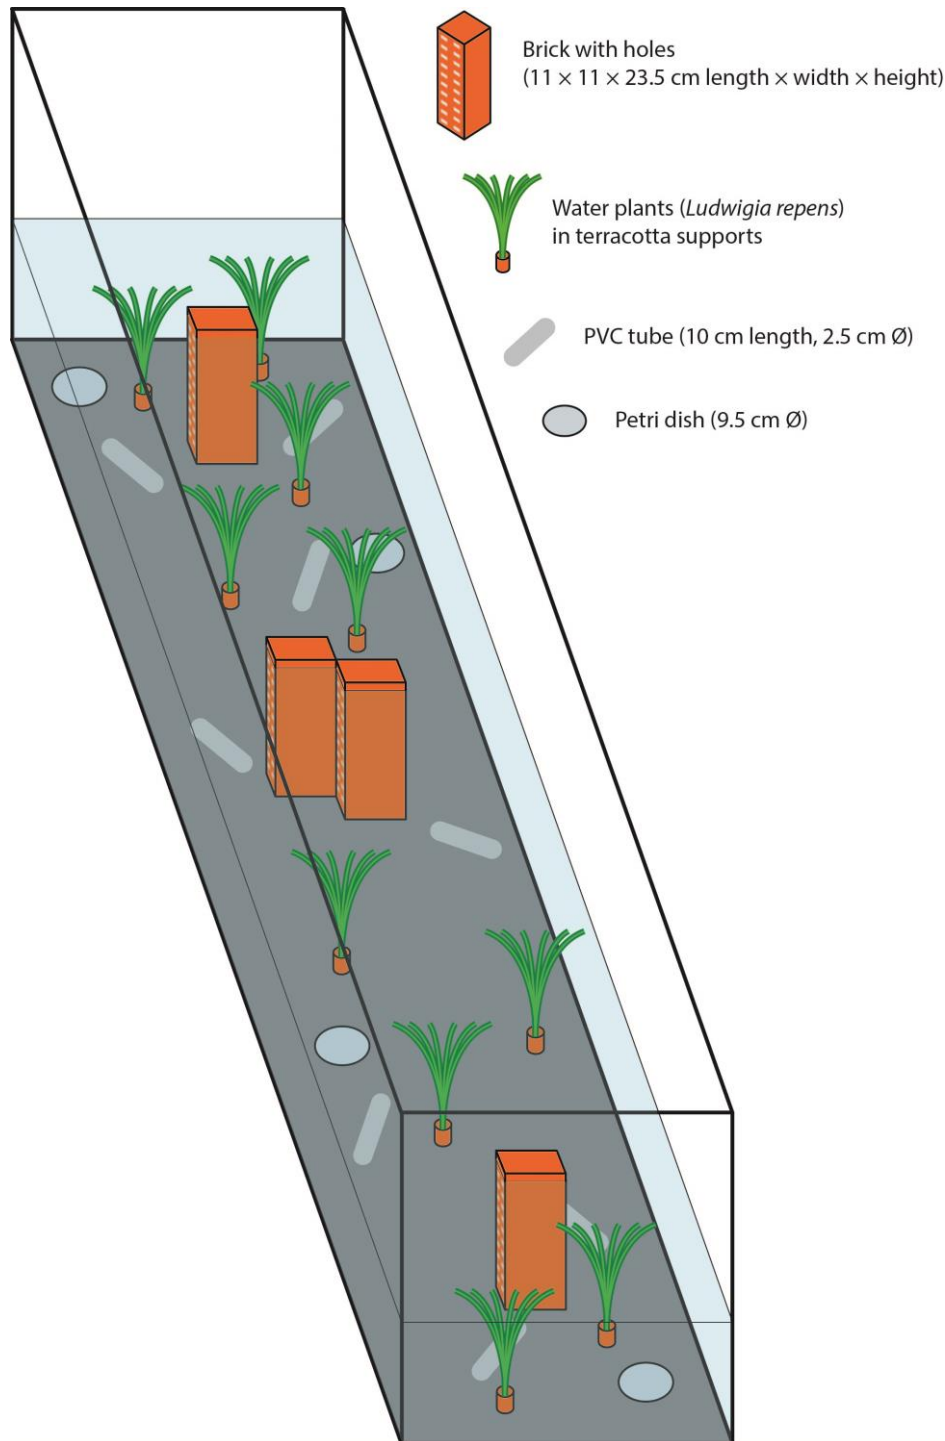 Brick with holes
(11 × 11 × 23.5 cm length × width × height)
Water plants (Ludwigia repens)
in terracotta supports
PVC tube (10 cm length, 2.5 cm Ø)
Petri dish (9.5 cm Ø)